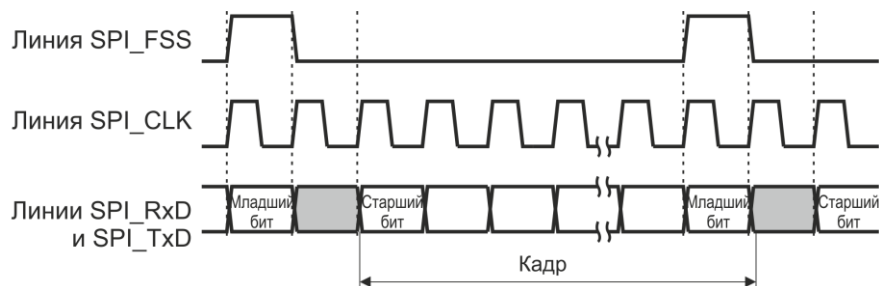 Линия SPI_FSS
Линия SPI_CLK
Линии SPI_RxD
и SPI_TxD
Младший
бит
Старший
бит
Младший
бит
Старший
бит
Кадр